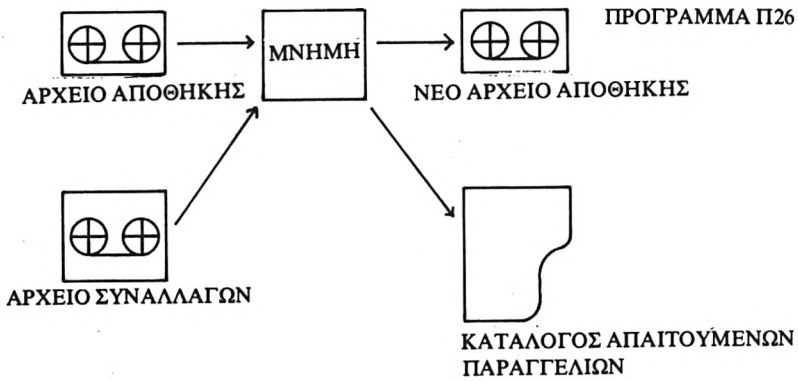 ΠΡΟΓΡΑΜΜΑ Π26
ΜΝΗΜΗ
ΑΡΧΕΙΟ ΑΠΟΘΗΚΗΣ
ΝΕΟ ΑΡΧΕΙΟ ΑΠΟΘΗΚΗΣ
ΑΡΧΕΙΟ ΣΥΝΑΛΛΑΓΩΝ
ΚΑΤΑΛΟΓΟΣ ΑΠΑΙΤΟΥΜΕΝΩΝ
ΠΑΡΑΓΓΕΛΙΩΝ